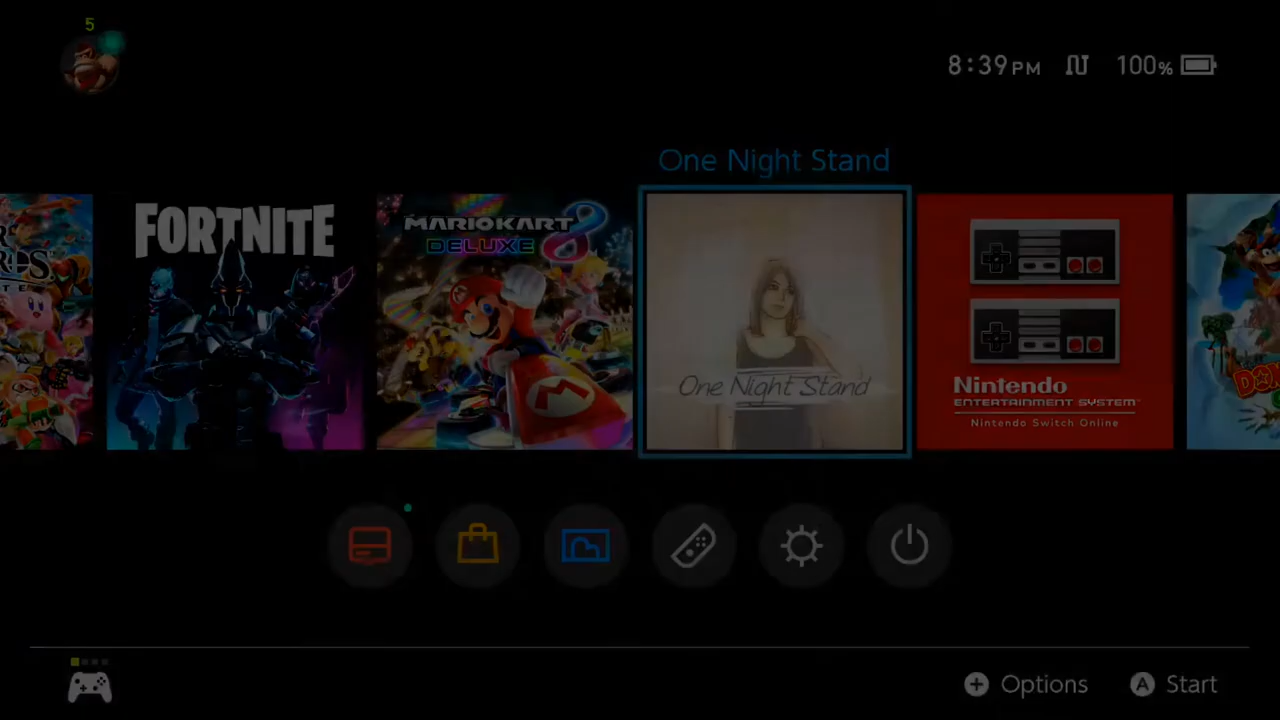 5
8:39PM
100%
One Night Stand
FORTNITE
MARIOKART 8
DELUXE
One Night Stand
Nintendo
ENTERTAINMENT SYSTEM™
Nintendo Switch Online
Options
A Start